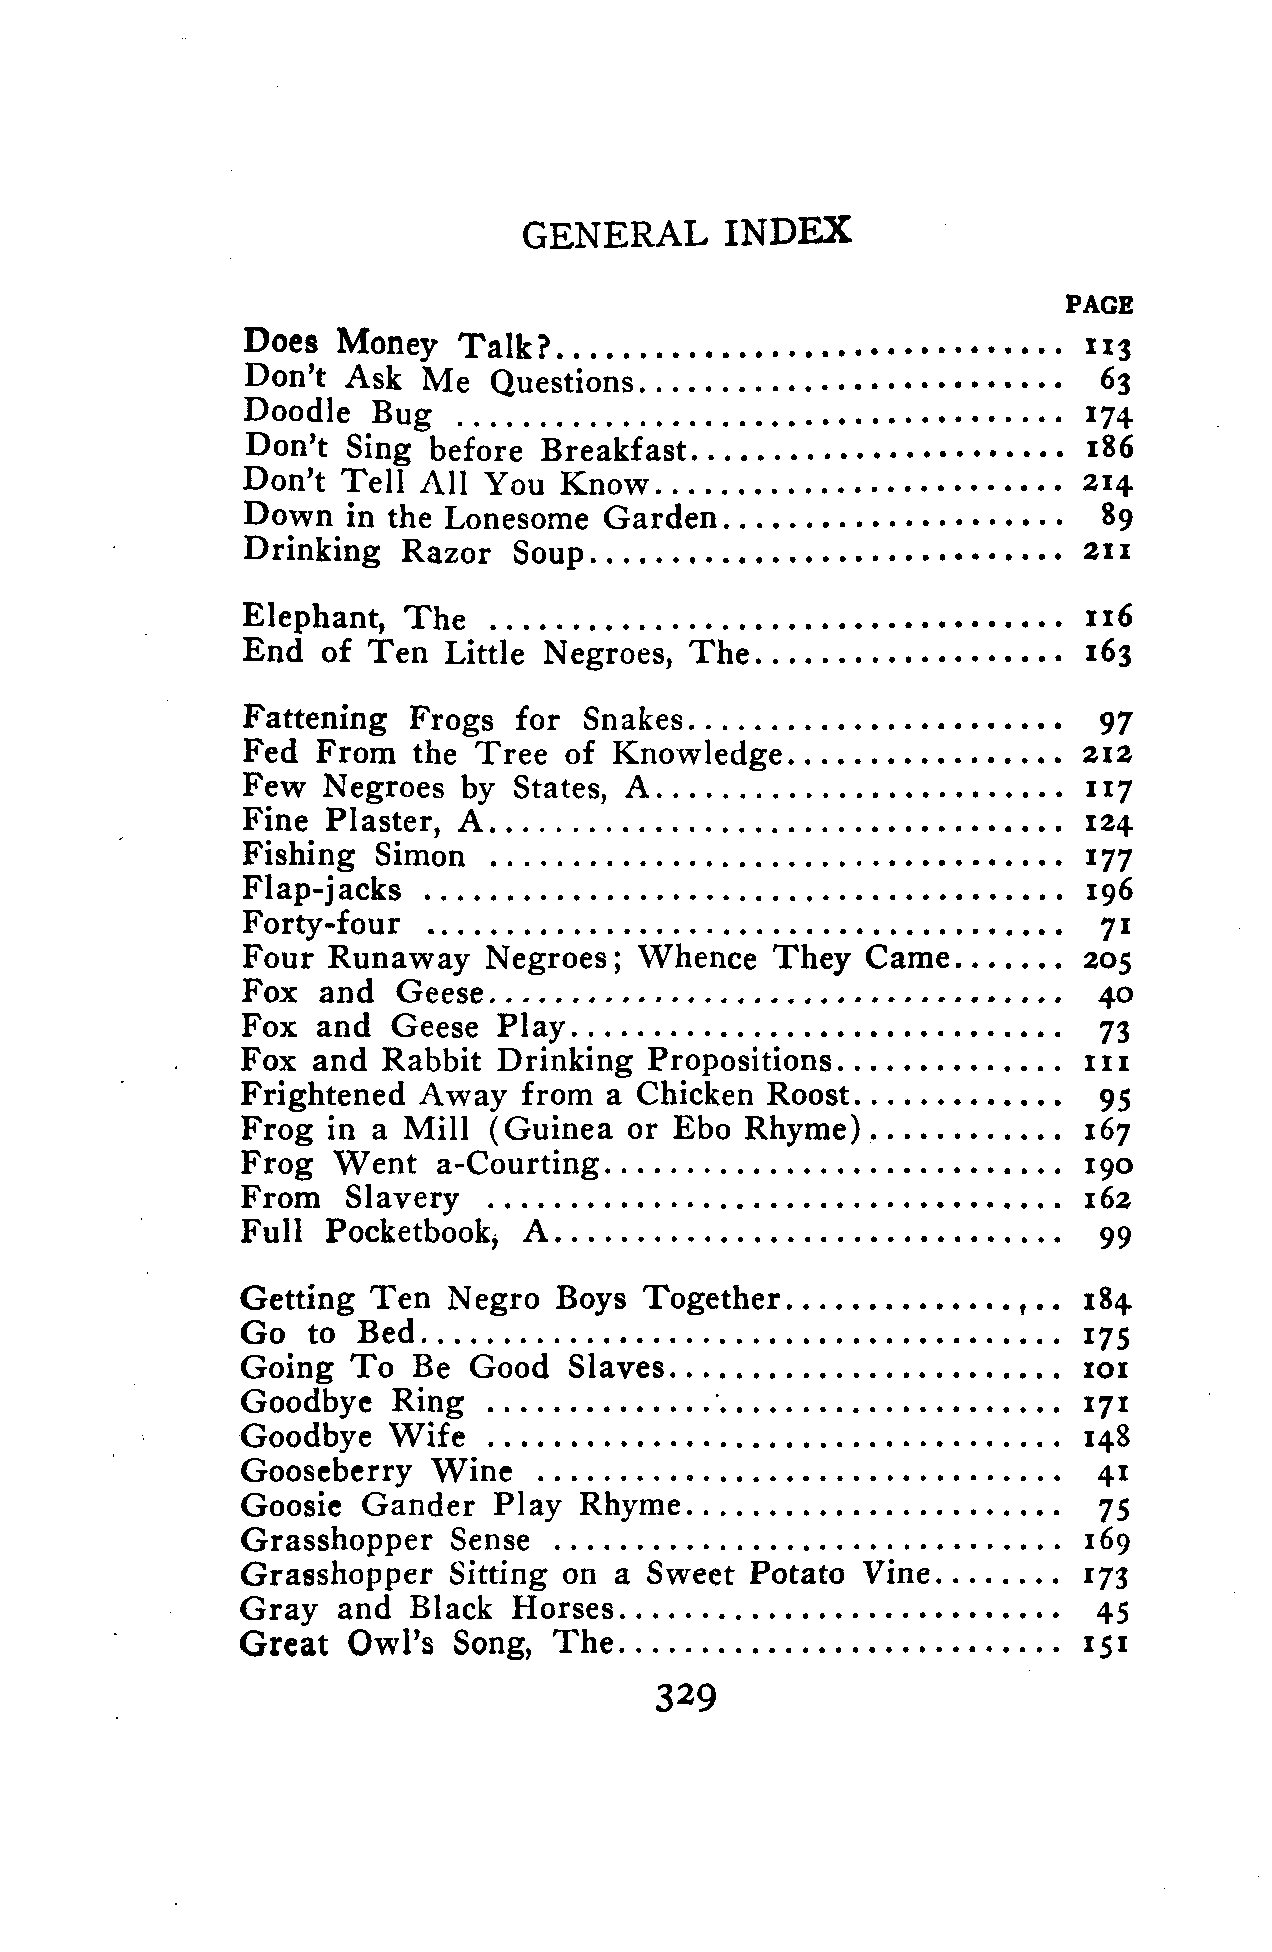 GENERAL INDEX
PAGE
Does Money Talk?................................ 113
Don't Ask Me Questions.......................... 63
Doodle Bug ..................................... 174
Don't Sing before Breakfast....................... 186
Don't Tell All You Know......................... 214
Down in the Lonesome Garden..................... 89
Drinking Razor Soup............................. 211
Elephant, The ................................... 116
End of Ten Little Negroes, The................... 163
Fattening Frogs for Snakes....................... 97
Fed From the Tree of Knowledge................. 212
Few Negroes by States, A......................... 117
Fine Plaster, A................................... 124
Fishing Simon ................................... 177
Flap-jacks ....................................... 196
Forty-four ....................................... 71
Four Runaway Negroes; Whence They Came....... 205
Fox and Geese................................... 40
Fox and Geese Play.............................. 73
Fox and Rabbit Drinking Propositions.............. 111
Frightened Away from a Chicken Roost............. 95
Frog in a Mill (Guinea or Ebo Rhyme)............ 167
Frog Went a-Courting............................ 190
From Slavery ................................... 162
Full Pocketbook, A............................... 99
Getting Ten Negro Boys Together................. 184
Go to Bed....................................... 175
Going To Be Good Slaves........................ 101
Goodbye Ring ................................... 171
Goodbye Wife ................................... 148
Gooseberry Wine ................................ 41
Goosie Gander Play Rhyme....................... 75
Grasshopper Sense ............................... 169
Grasshopper Sitting on a Sweet Potato Vine........ 173
Gray and Black Horses........................... 45
Great Owl's Song, The........................... 151
329